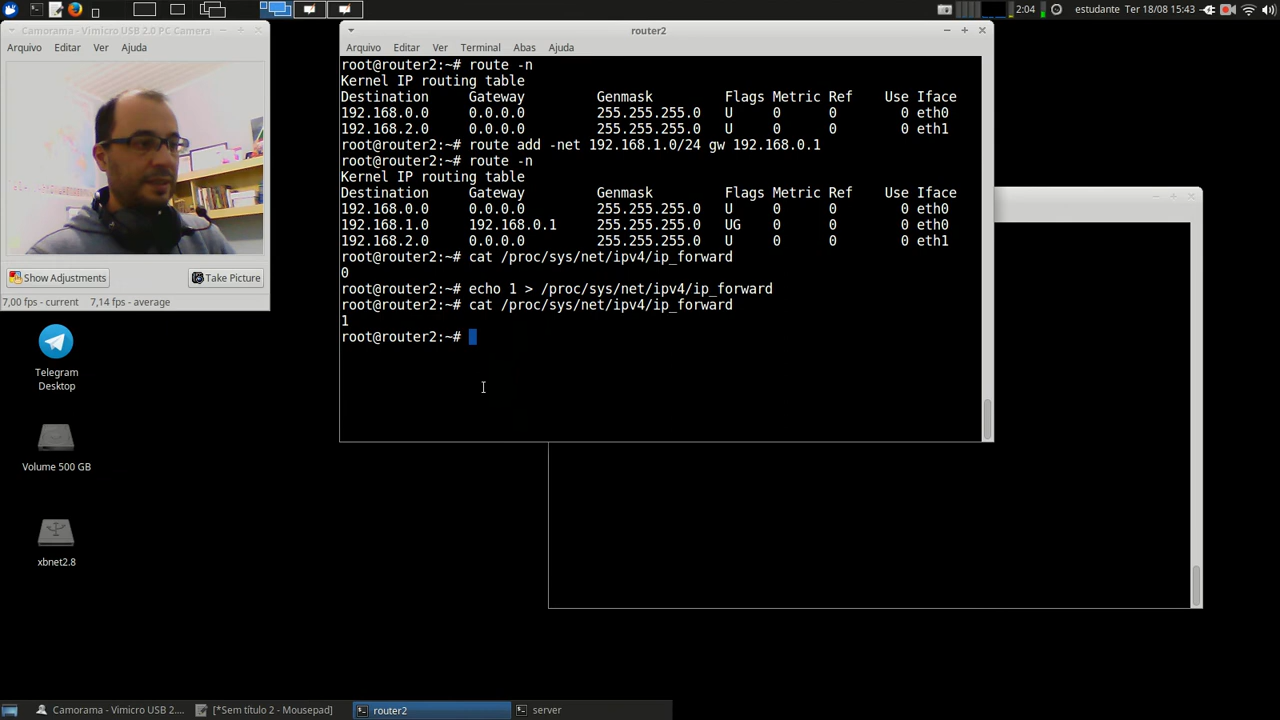 estudante Ter 18/08 15:43
2:04
Camorama - Vimicro USB 2.0 PC Camera
Arquivo Editar Ver Ajuda
Show Adjustments
Take Picture
7,00 fps - current 7,14 fps - average
Telegram
Desktop
Volume 500 GB
xbnet2.8
router2
Arquivo Editar Ver Terminal Abas Ajuda
root@router2:~# route -n
Kernel IP routing table
Destination Gateway Genmask Flags Metric Ref Use Iface
192.168.0.0 0.0.0.0 255.255.255.0 U 0 0 0 eth0
192.168.2.0 0.0.0.0 255.255.255.0 U 0 0 0 eth1
root@router2:~# route add -net 192.168.1.0/24 gw 192.168.0.1
root@router2:~# route -n
Kernel IP routing table
Destination Gateway Genmask Flags Metric Ref Use Iface
192.168.0.0 0.0.0.0 255.255.255.0 U 0 0 0 eth0
192.168.1.0 192.168.0.1 255.255.255.0 UG 0 0 0 eth0
192.168.2.0 0.0.0.0 255.255.255.0 U 0 0 0 eth1
root@router2:~# cat /proc/sys/net/ipv4/ip_forward
0
root@router2:~# echo 1 > /proc/sys/net/ipv4/ip_forward
root@router2:~# cat /proc/sys/net/ipv4/ip_forward
1
root@router2:~#
Camorama - Vimicro USB 2....
[*Sem título 2 - Mousepad]
router2
server